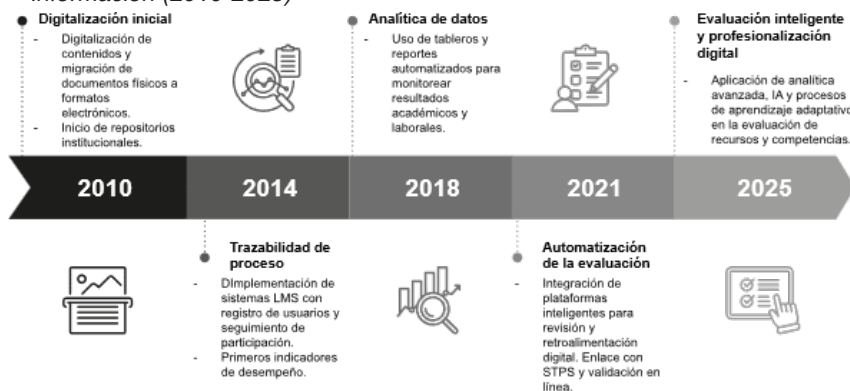 información (2010-2025)
Digitalización inicial
- Digitalización de
contenidos y
migración de
documentos físicos a
formatos
electrónicos.
- Inicio de repositorios
institucionales.
Analítica de datos
- Uso de tableros y
reportes
automatizados para
monitorear
resultados
académicos y
laborales.
Evaluación inteligente
y profesionalización
digital
- Aplicación de analítica
avanzada, IA y procesos
de aprendizaje adaptativo
en la evaluación de
recursos y competencias.
2010
2014
2018
2021
2025
Trazabilidad de
proceso
- DImplementación de
sistemas LMS con
registro de usuarios y
seguimiento de
participación.
- Primeros indicadores
de desempeño.
Automatización
de la evaluación
- Integración de
plataformas
inteligentes para
revisión y
retroalimentación
digital. Enlace con
STPS y validación en
línea.